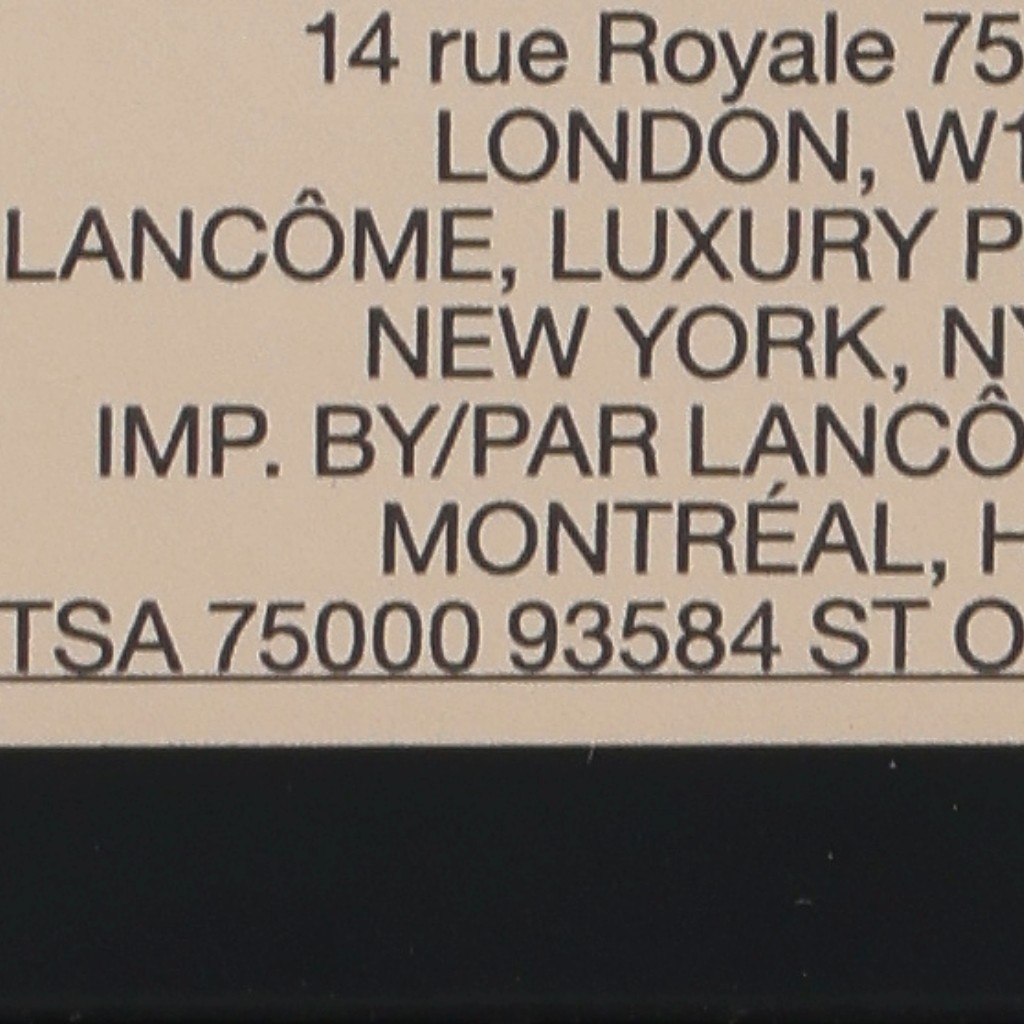 14 rue Royale 75
LONDON, W1
LANCÔME, LUXURY P
NEW YORK, NY
IMP. BY/PAR LANCÔ
MONTRÉAL, H
TSA 75000 93584 ST O